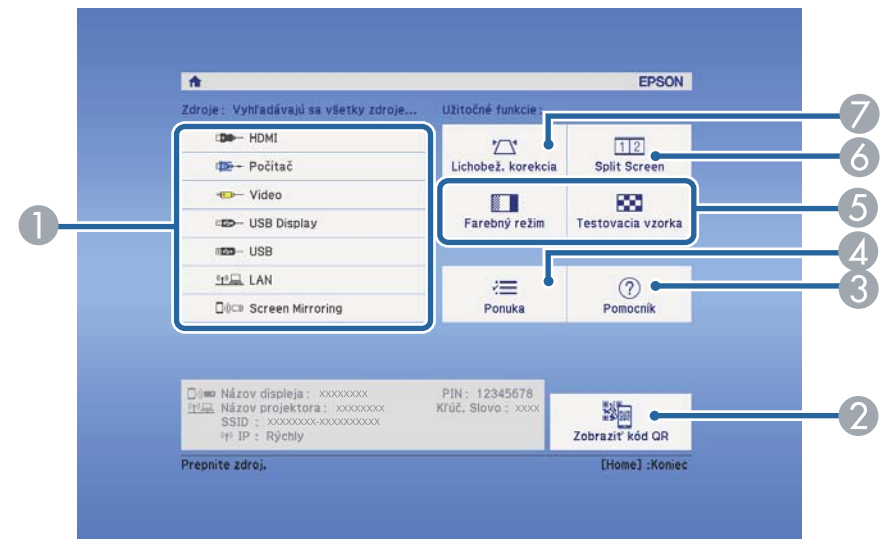 EPSON
Zdroje : Vyhľadávajú sa všetky zdroje...
HDMI
Počítač
Video
USB Display
USB
LAN
Screen Mirroring
Užitočné funkcie :
Lichobež. korekcia
1 2
Split Screen
Farebný režim
Testovacia vzorka
Ponuka
?
Pomocník
Názov displeja : xxxxxxxx
Názov projektora : xxxxxxxx
SSID : xxxxxxxx-xxxxxxxxxx
IP : Rýchly
PIN : 12345678
Kľúč. Slovo : xxxx
Zobraziť kód QR
Prepnite zdroj.
[Home] :Koniec
1
7
6
5
4
3
2